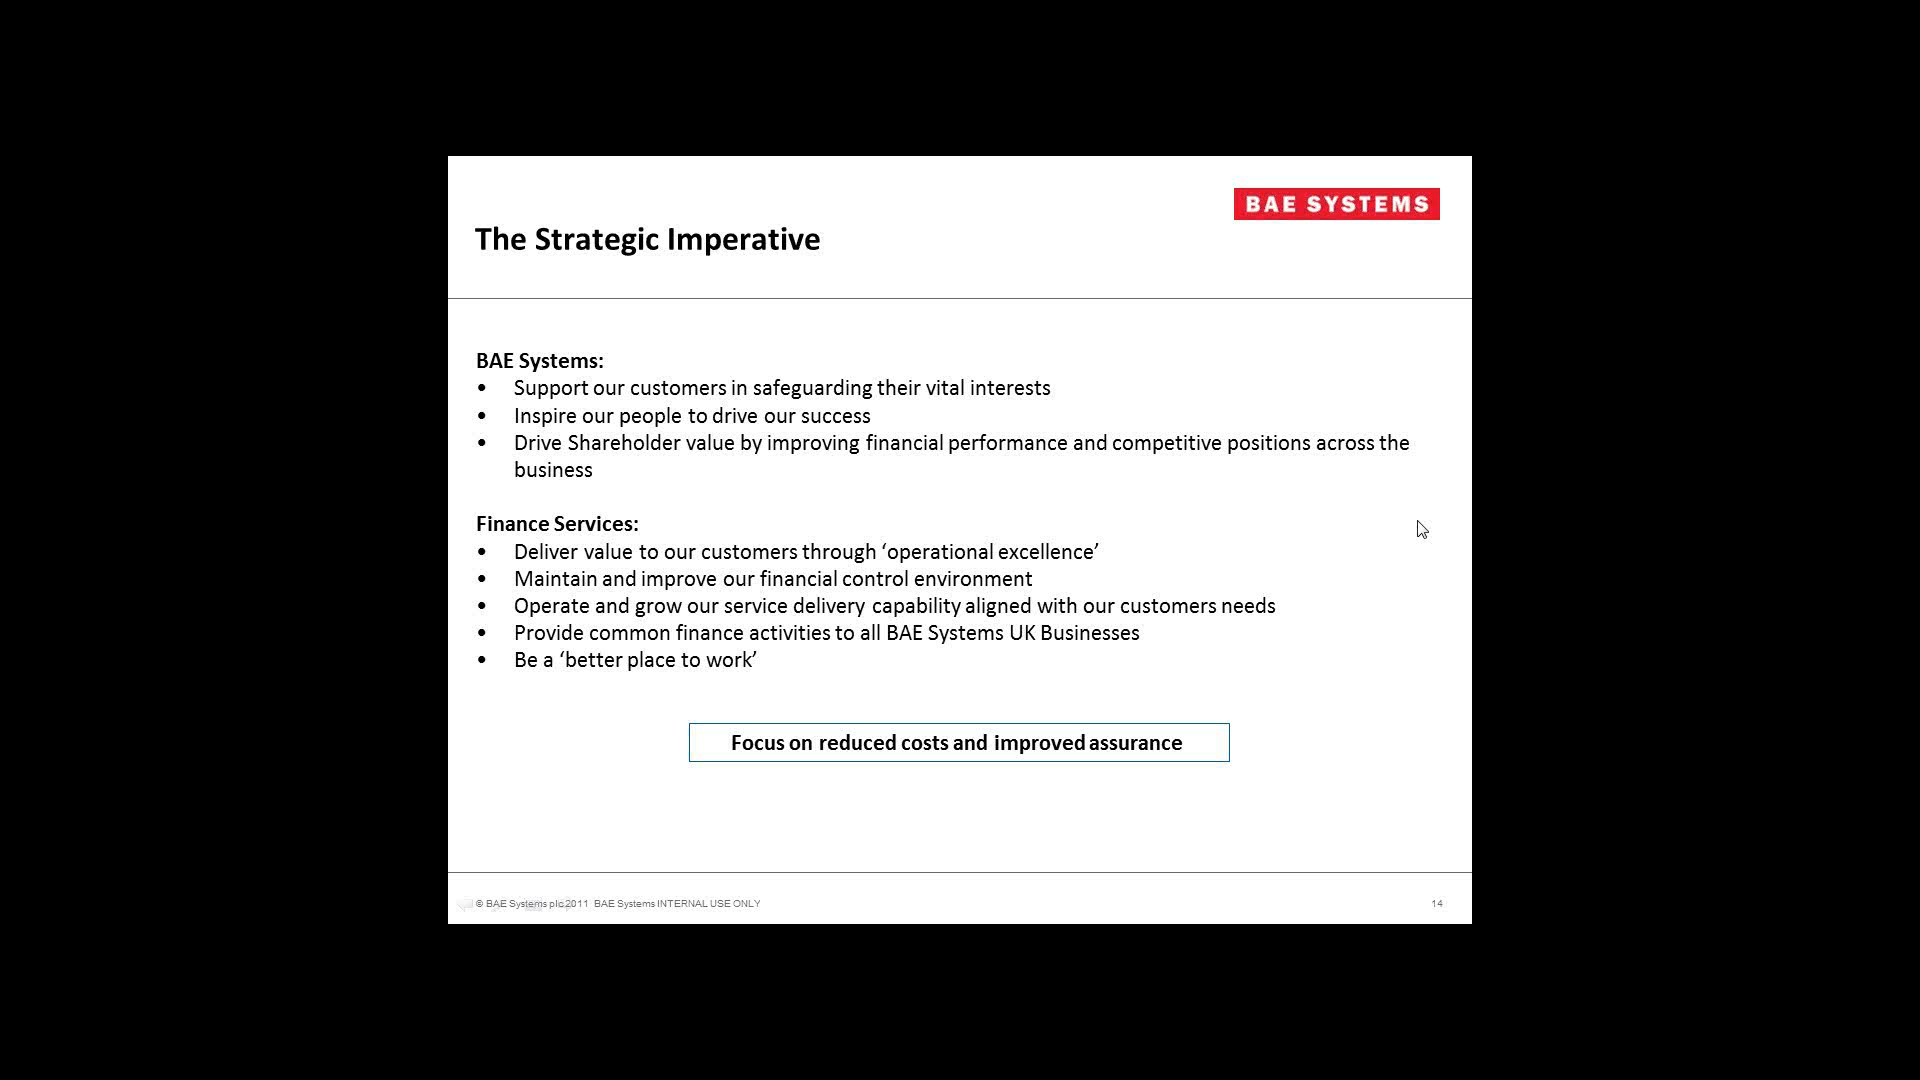 BAE SYSTEMS
The Strategic Imperative
BAE Systems:
• Support our customers in safeguarding their vital interests
• Inspire our people to drive our success
• Drive Shareholder value by improving financial performance and competitive positions across the
business
Finance Services:
• Deliver value to our customers through ‘operational excellence’
• Maintain and improve our financial control environment
• Operate and grow our service delivery capability aligned with our customers needs
• Provide common finance activities to all BAE Systems UK Businesses
• Be a ‘better place to work’
Focus on reduced costs and improved assurance
© BAE Systems plc 2011 BAE Systems INTERNAL USE ONLY
14